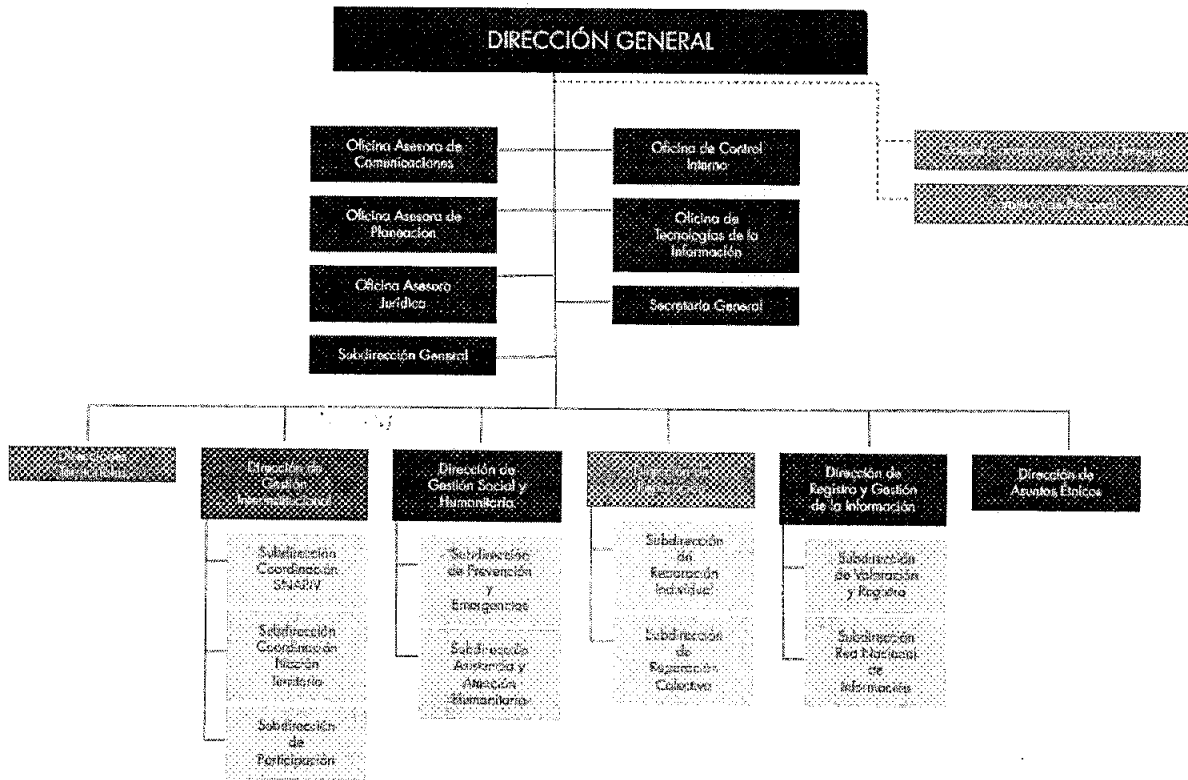 DIRECCIÓN GENERAL
Oficina Asesora de
Comunicaciones
Oficina de Control
Interno
Oficina Asesora de
Planeacion
Oficina de
Tecnologías de la
Información
Oficina Asesora
Jurídica
Secretaría General
Subdirección General
Dirección de
Gestión
Interinstitucional
Dirección de
Gestión Social y
Humanitaria
Dirección de
Dirección de
Registro y Gestión
de la Información
Dirección de
Asuntos Étnicos
Subdirección
Coordinación
SNARIV
Subdirección
Coordinación
Nación
Territorio
Subdirección
de
Participación
Subdirección
de Prevención
y
Emergencias
Subdirección
Asistencia y
Atención
Humanitaria
Subdirección
de
Reparación
Individual
Subdirección
de
Reparación
Colectiva
Subdirección
de Valoración
y Registro
Subdirección
Red Nacional
de
Información